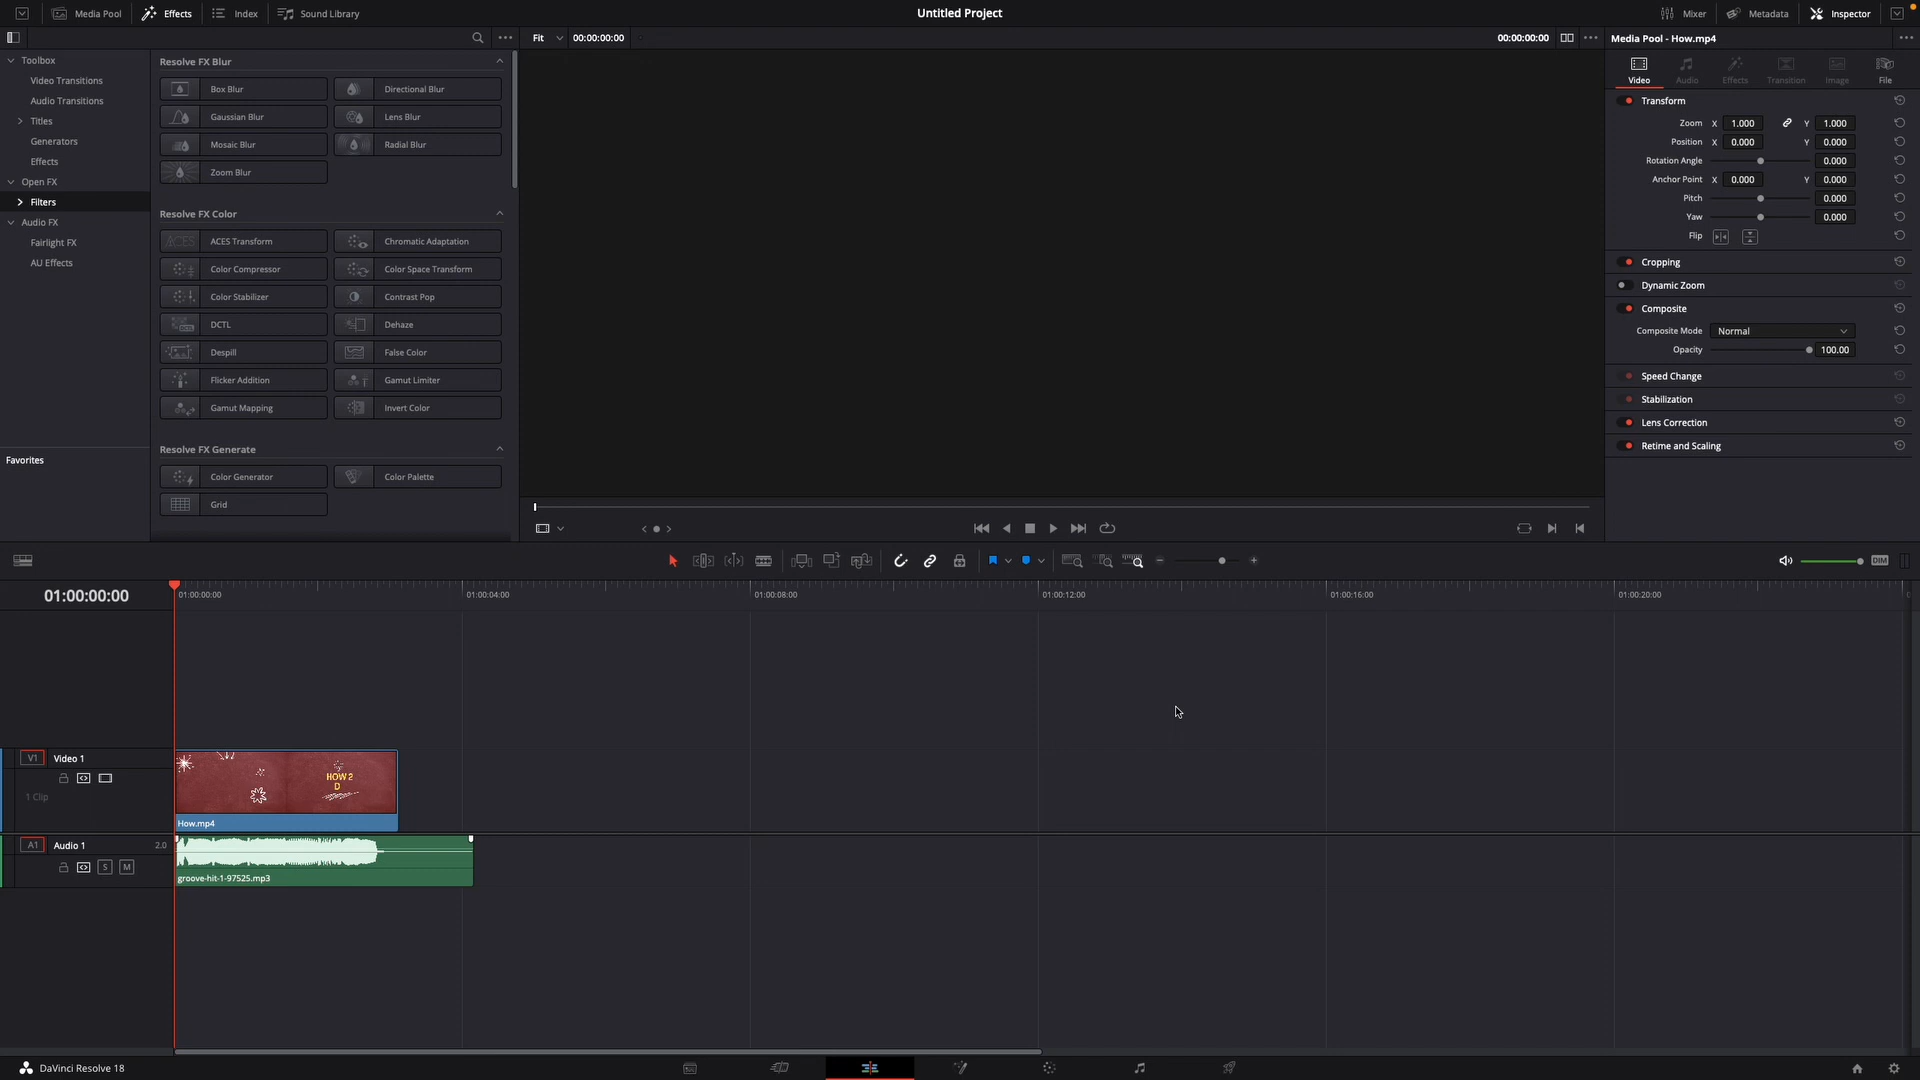 Media Pool
Effects
Index
Sound Library
Untitled Project
Mixer
Metadata
Inspector
Fit
00:00:00:00
00:00:00:00
Media Pool - How.mp4
Toolbox
Video Transitions
Audio Transitions
Titles
Generators
Effects
Open FX
Filters
Audio FX
Fairlight FX
AU Effects
Favorites
Resolve FX Blur
Box Blur
Directional Blur
Gaussian Blur
Lens Blur
Mosaic Blur
Radial Blur
Zoom Blur
Resolve FX Color
ACES
ACES Transform
Chromatic Adaptation
Color Compressor
Color Space Transform
Color Stabilizer
Contrast Pop
DCTL
Dehaze
Despill
False Color
Flicker Addition
Gamut Limiter
Gamut Mapping
Invert Color
Resolve FX Generate
Color Generator
Color Palette
Grid
Video
Audio
Effects
Transition
Image
File
Transform
Zoom X 1.000 Y 1.000
Position X 0.000 Y 0.000
Rotation Angle 0.000
Anchor Point X 0.000 Y 0.000
Pitch 0.000
Yaw 0.000
Flip
Cropping
Dynamic Zoom
Composite
Composite Mode Normal
Opacity 100.00
Speed Change
Stabilization
Lens Correction
Retime and Scaling
DIM
01:00:00:00
01:00:00:00
01:00:04:00
01:00:08:00
01:00:12:00
01:00:16:00
01:00:20:00
V1 Video 1
1 Clip
HOW 2
D
How.mp4
A1 Audio 1 2.0
S M
groove-hit-1-97525.mp3
DaVinci Resolve 18